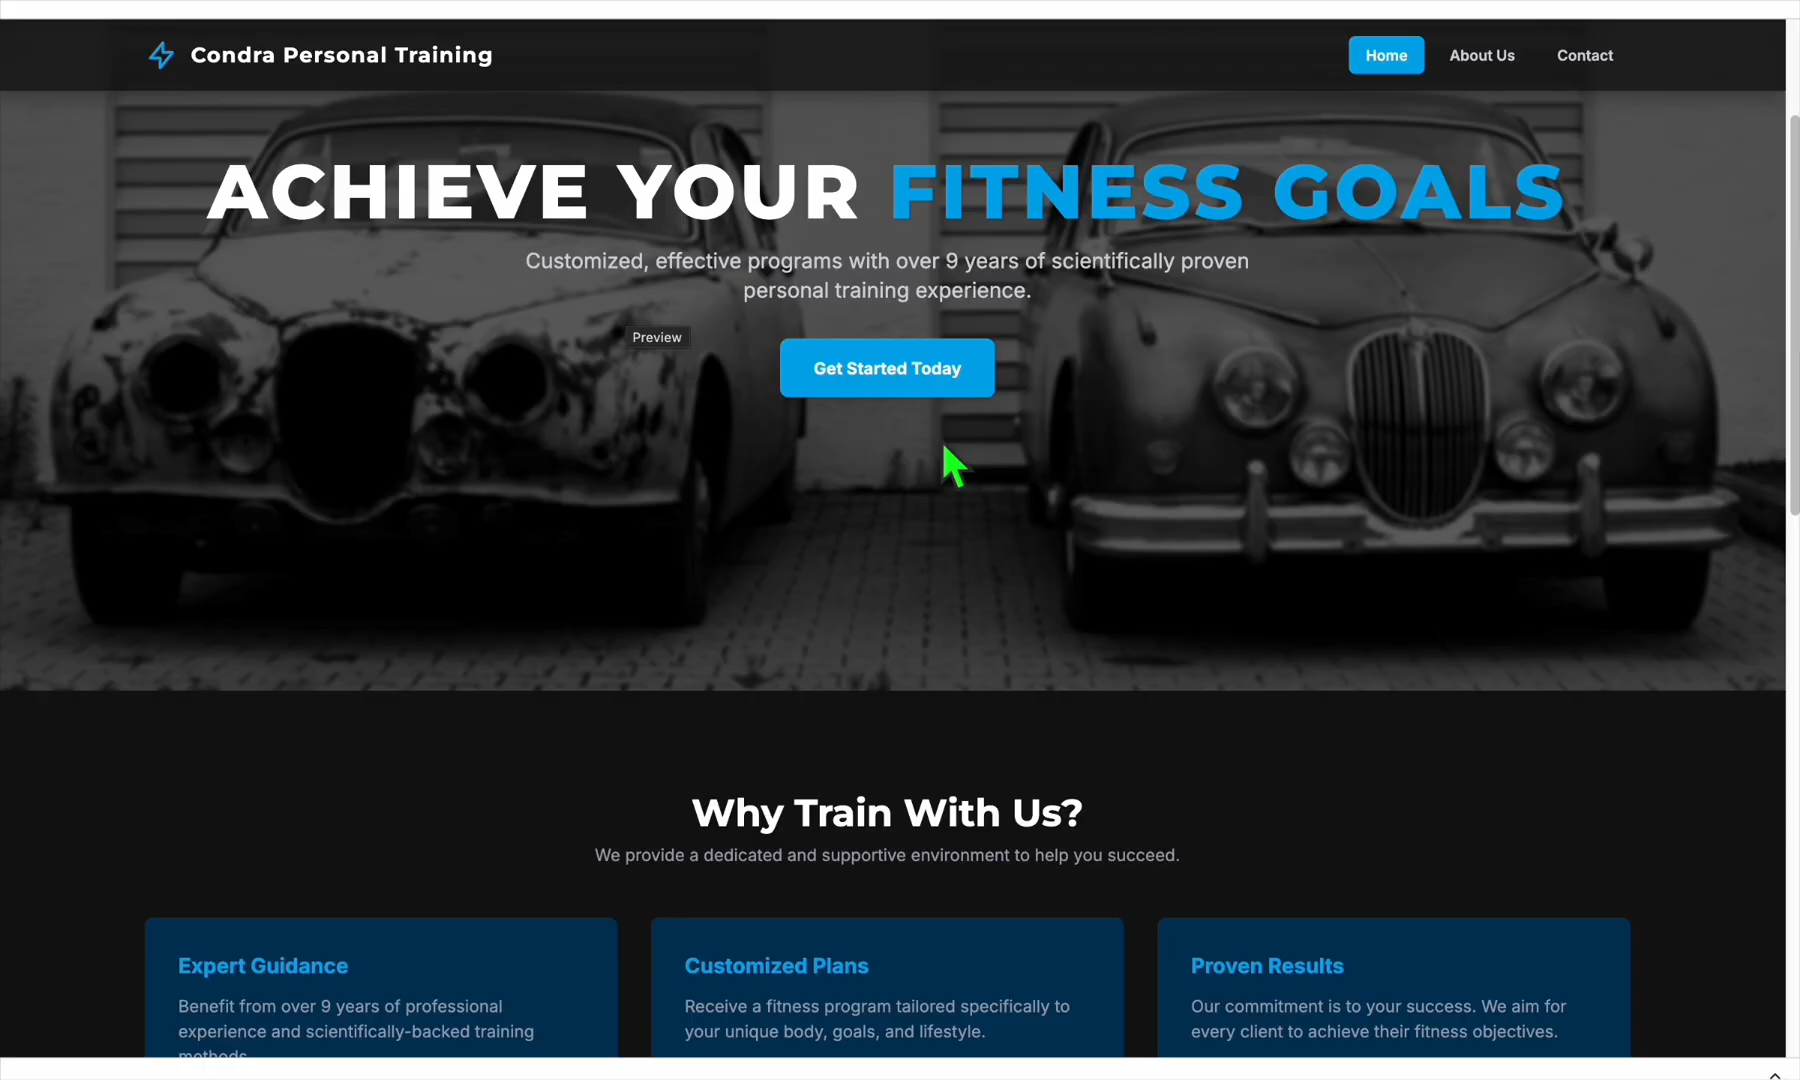 Condra Personal Training
Home
About Us
Contact
ACHIEVE YOUR FITNESS GOALS
Customized, effective programs with over 9 years of scientifically proven
personal training experience.
Preview
Get Started Today
Why Train With Us?
We provide a dedicated and supportive environment to help you succeed.
Expert Guidance
Benefit from over 9 years of professional
experience and scientifically-backed training
methods.
Customized Plans
Receive a fitness program tailored specifically to
your unique body, goals, and lifestyle.
Proven Results
Our commitment is to your success. We aim for
every client to achieve their fitness objectives.